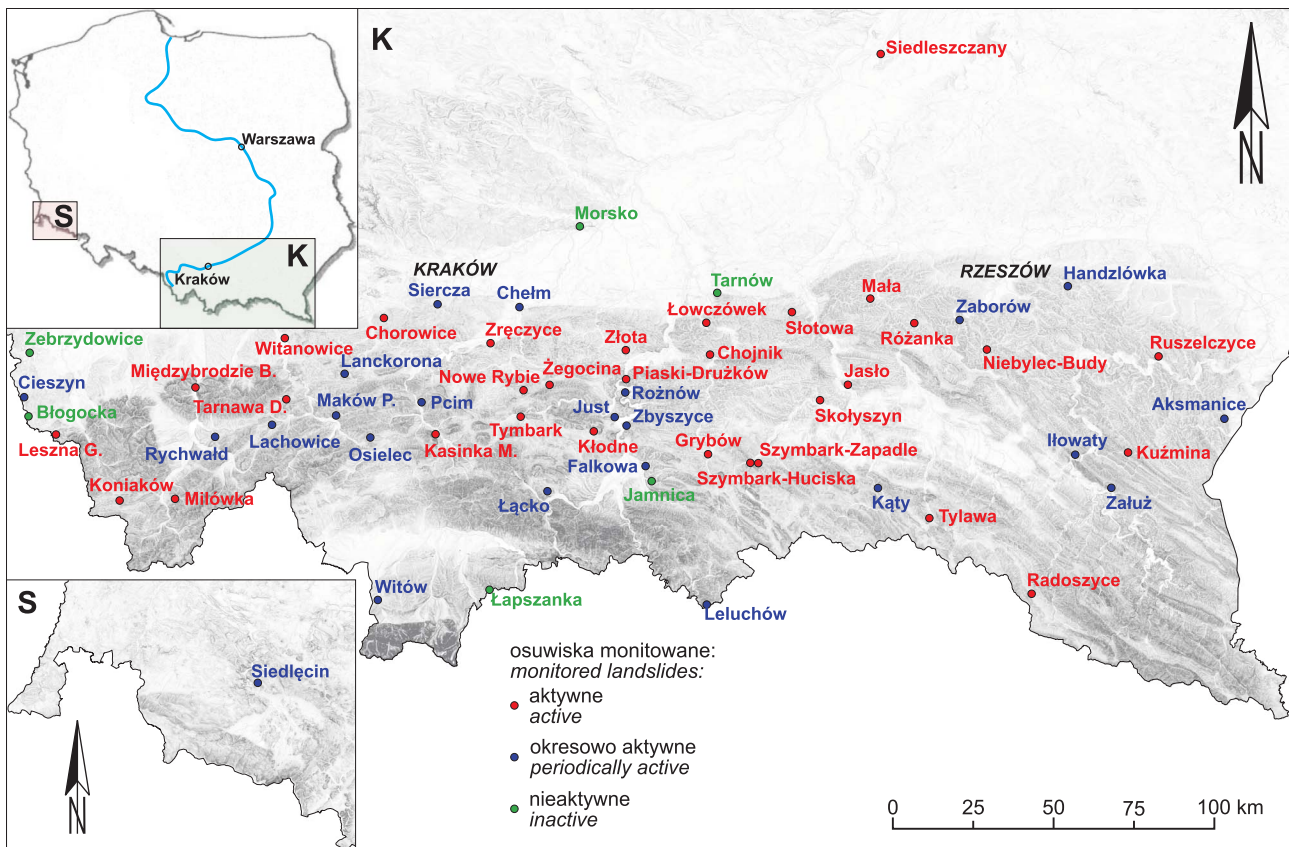 K
Siedleszczany
N
Warszawa
S
K
Kraków
Morsko
KRAKÓW
RZESZÓW
Handzlówka
Siercza
Chełm
Tarnów
Mała
Łowczówek
Zaborów
Chorowice
Słotowa
Zebrzydowice
Witanowice
Zręczyce
Złota
Różanka
Lanckorona
Chojnik
Niebylec-Budy
Ruszelczyce
Międzybrodzie B.
Żegocina
Cieszyn
Nowe Rybie
Piaski-Drużków
Jasło
Tarnawa D.
Maków P.
Pcim
Rożnów
Błogocka
Just
Zbyszyce
Skołyszyn
Aksmanice
Tymbark
Leszna G.
Rychwałd
Lachowice
Osielec
Kasinka M.
Kłodne
Grybów
Szymbark-Zapadle
Iłowaty
Kuźmina
Falkowa
Szymbark-Huciska
Koniaków
Milówka
Jamnica
Łącko
Kąty
Załuż
Tylawa
Radoszyce
Witów
Łapszanka
Leluchów
S
Siedlęcin
N
osuwiska monitowane:
monitored landslides:
aktywne
active
okresowo aktywne
periodically active
nieaktywne
inactive
0 25 50 75 100 km